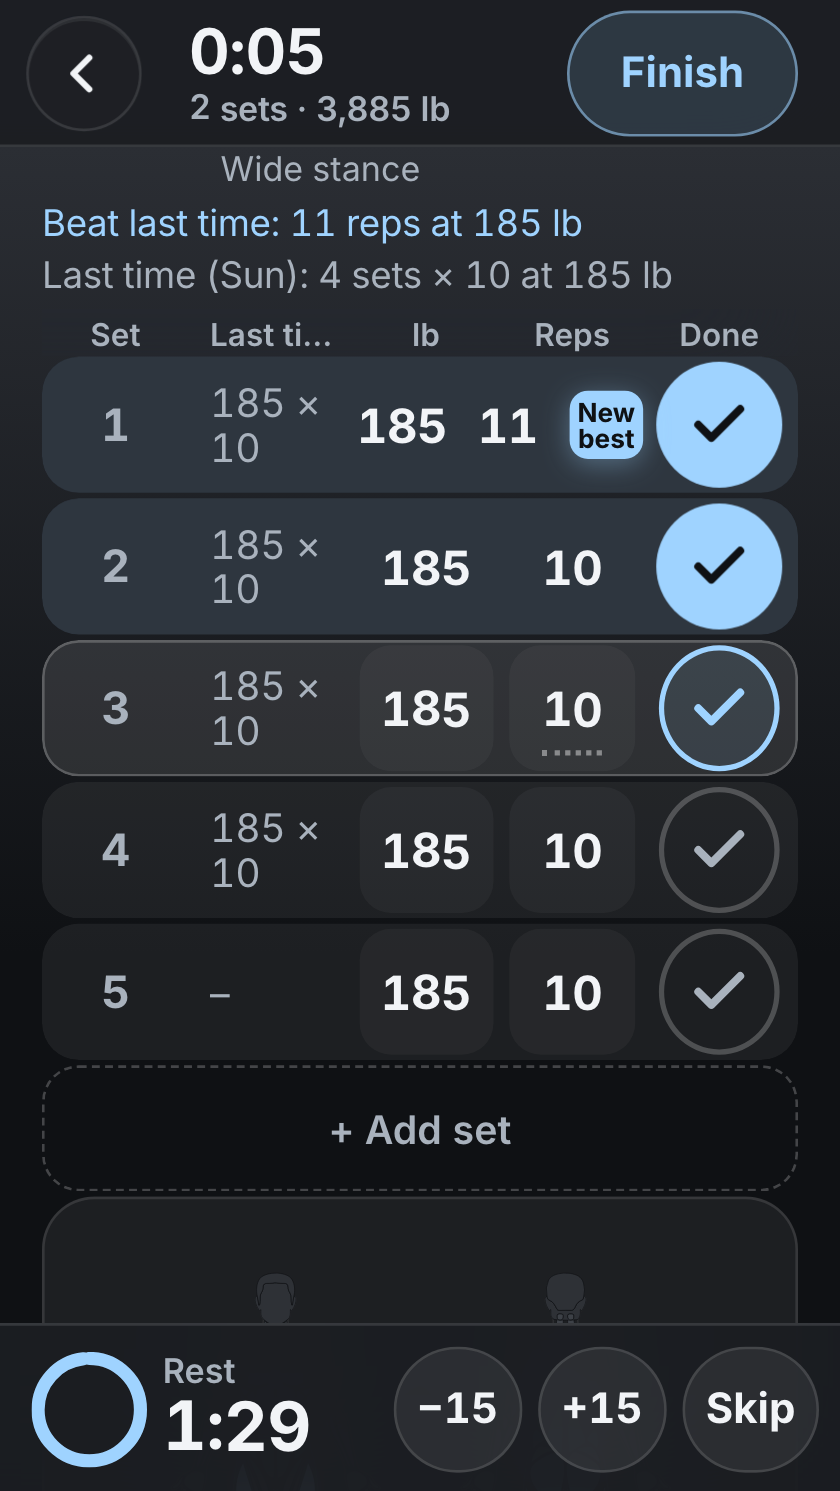 0:05
2 sets · 3,885 lb
Finish
Wide stance
Beat last time: 11 reps at 185 lb
Last time (Sun): 4 sets × 10 at 185 lb
Set Last ti... lb Reps Done
1 185 × 10 185 11 New best
2 185 × 10 185 10
3 185 × 10 185 10
4 185 × 10 185 10
5 – 185 10
+ Add set
Rest
1:29
−15 +15 Skip